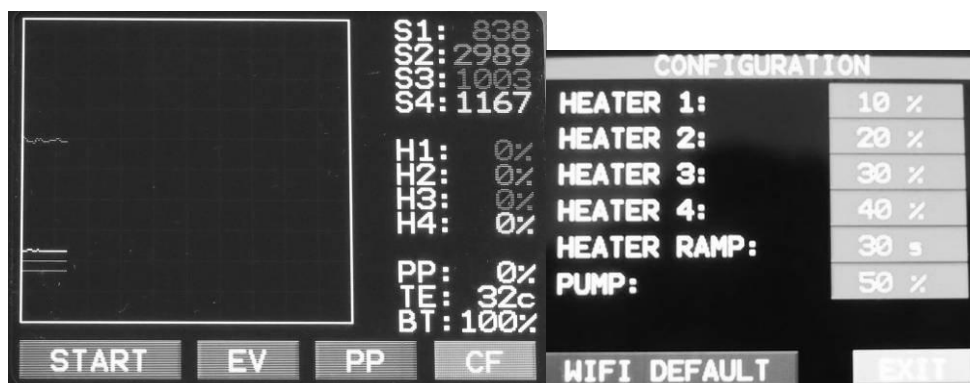 S1: 838
S2: 2989
S3: 1003
S4: 1167
H1: 0%
H2: 0%
H3: 0%
H4: 0%
PP: 0%
TE: 32c
BT: 100%
START EV PP CF
CONFIGURATION
HEATER 1: 10 %
HEATER 2: 20 %
HEATER 3: 30 %
HEATER 4: 40 %
HEATER RAMP: 30 s
PUMP: 50 %
WIFI DEFAULT EXIT